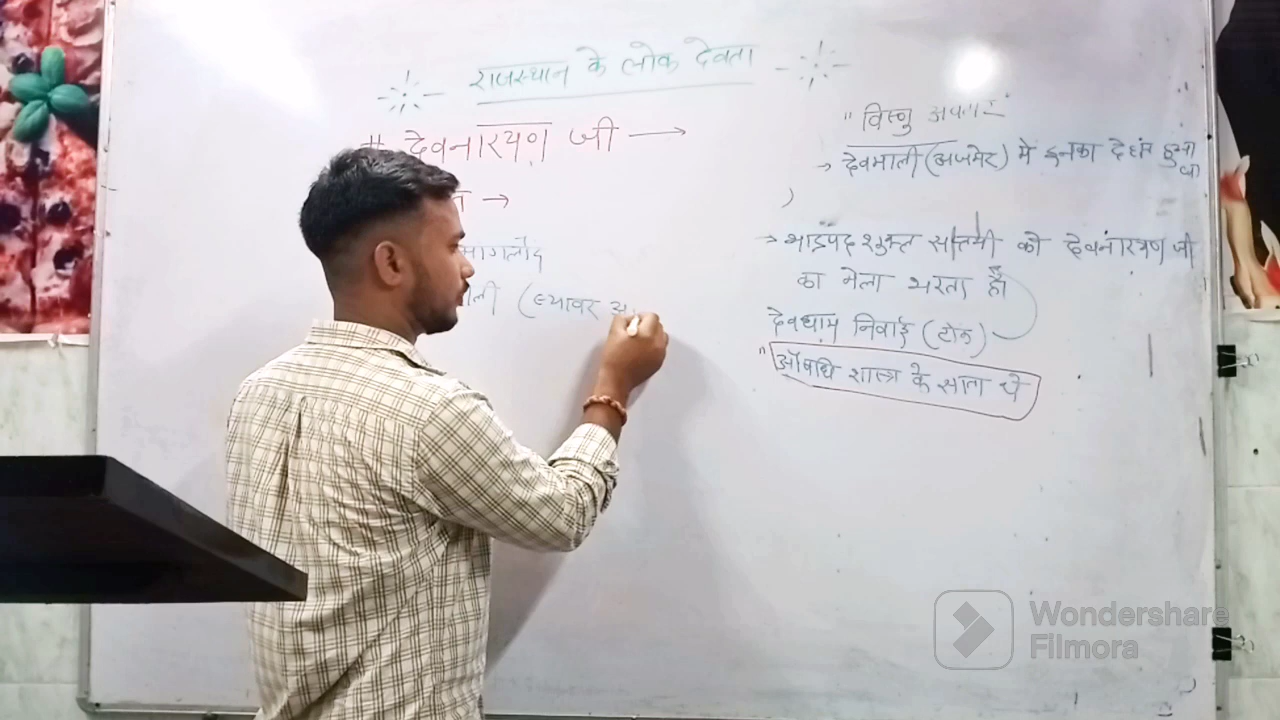 राजस्थान के लोक देवता
# देवनारायण जी →
→
मांगलोद
(ब्यावर अ
" विष्णु अवतार "
→ देवमाली (अजमेर) में इनका देहांत हुआ था
→ भाद्रपद शुक्ल सप्तमी को देवनारायण जी
का मेला भरता है।
देवधाम निवाई (टोंक)
" औषधि शास्त्र के
Wondershare
Filmora